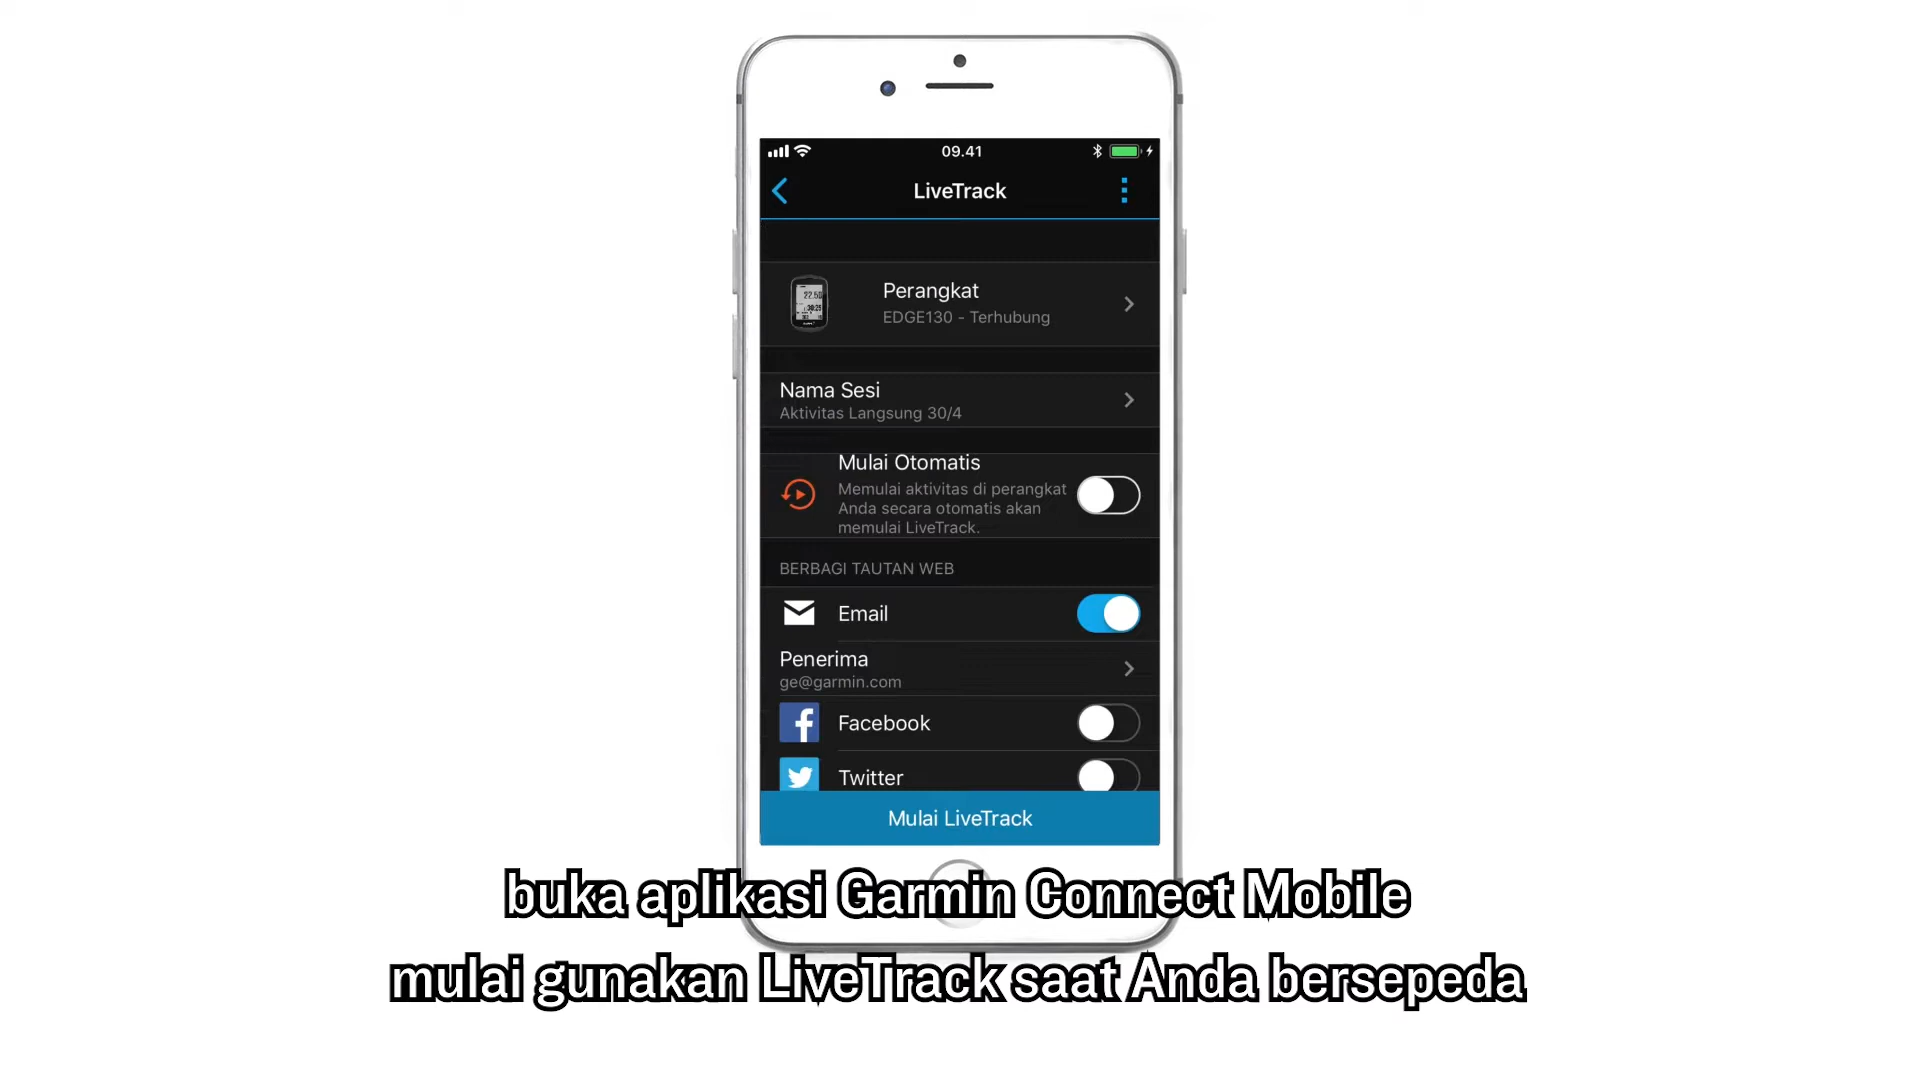 09.41
LiveTrack
Perangkat
EDGE130 - Terhubung
Nama Sesi
Aktivitas Langsung 30/4
Mulai Otomatis
Memulai aktivitas di perangkat
Anda secara otomatis akan
memulai LiveTrack.
BERBAGI TAUTAN WEB
Email
Penerima
ge@garmin.com
Facebook
Twitter
Mulai LiveTrack
buka aplikasi Garmin Connect Mobile
mulai gunakan LiveTrack saat Anda bersepeda